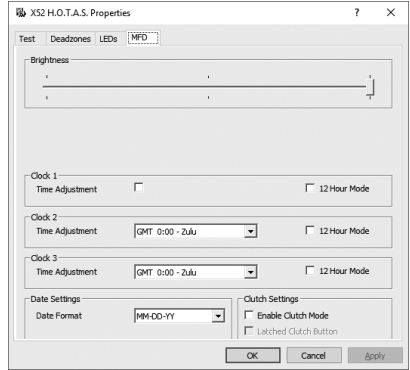 X52 H.O.T.A.S. Properties
Test Deadzones LEDs MFD
Brightness
Clock 1
Time Adjustment 12 Hour Mode
Clock 2
Time Adjustment GMT 0:00 - Zulu 12 Hour Mode
Clock 3
Time Adjustment GMT 0:00 - Zulu 12 Hour Mode
Date Settings Clutch Settings
Date Format MM-DD-YY Enable Clutch Mode
Latched Clutch Button
OK Cancel Apply